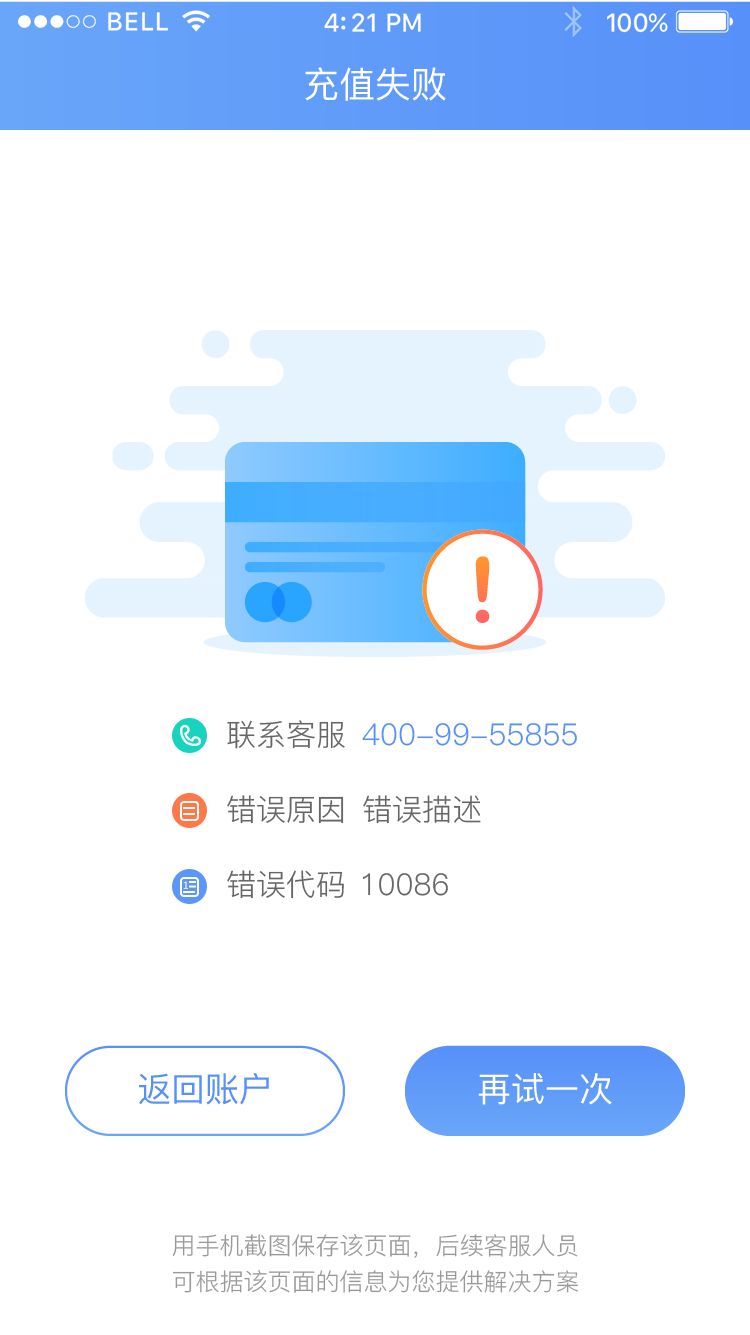 BELL 4:21 PM 100%
充值失败
联系客服 400-99-55855
错误原因 错误描述
错误代码 10086
返回账户 再试一次
用手机截图保存该页面，后续客服人员
可根据该页面的信息为您提供解决方案